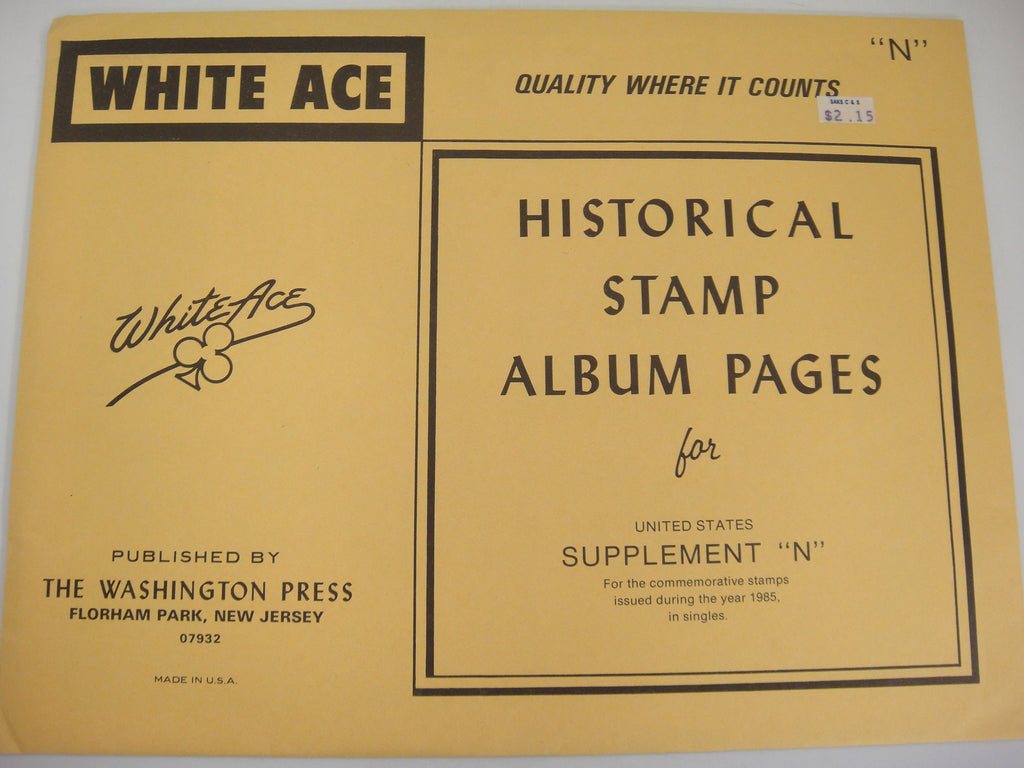 WHITE ACE
QUALITY WHERE IT COUNTS
"N"
SAKS C & S
$2.15
HISTORICAL
STAMP
ALBUM PAGES
for
UNITED STATES
SUPPLEMENT "N"
For the commemorative stamps
issued during the year 1985,
in singles.
White Ace
PUBLISHED BY
THE WASHINGTON PRESS
FLORHAM PARK, NEW JERSEY
07932
MADE IN U.S.A.